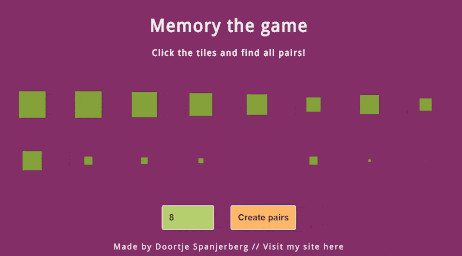 Memory the game
Click the tiles and find all pairs!
8
Create pairs
Made by Doortje Spanjerberg // Visit my site here